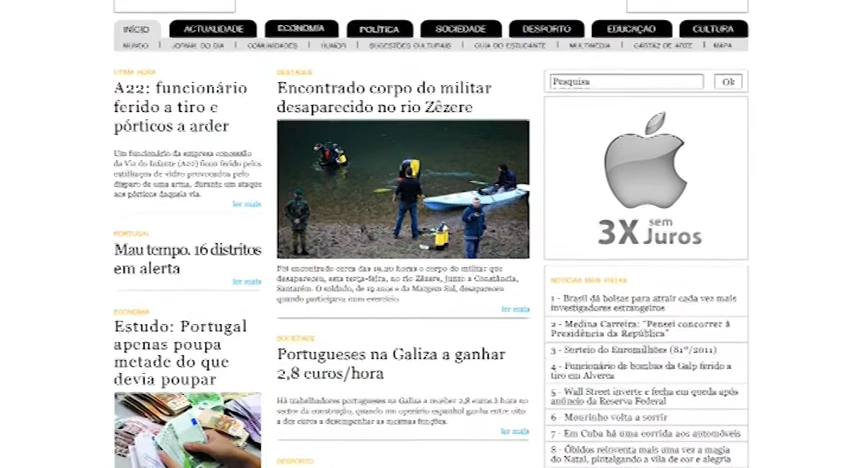 INÍCIO ACTUALIDADE ECONOMIA POLÍTICA SOCIEDADE DESPORTO EDUCAÇÃO CULTURA
MUNDO | JORNAL DO DIA | COMUNIDADES | HUMOR | SUGESTÕES CULTURAIS | GUIA DO ESTUDANTE | MULTIMÉDIA | CARTAZ DE ARTE | MAPA
ÚTIMA HORA
A22: funcionário
ferido a tiro e
pórticos a arder
Um funcionário da empresa concessão
da Via do Infante (A22) ficou ferido pelos
estilhaços de vidro provocados pelo
disparo de uma arma, durante um ataque
aos pórticos daquela via.
ler mais
PORTUGAL
Mau tempo. 16 distritos
em alerta
ler mais
ECONOMIA
Estudo: Portugal
apenas poupa
metade do que
devia poupar
DESTAQUE
Encontrado corpo do militar
desaparecido no rio Zêzere
Foi encontrado cerca das 19.20 horas o corpo do militar que
desapareceu, esta terça-feira, no rio Zêzere, junto a Constância,
Santarém. O soldado, de 19 anos e da Margem Sul, desapareceu
quando participava num exercício.
ler mais
SOCIEDADE
Portugueses na Galiza a ganhar
2,8 euros/hora
Há trabalhadores portugueses na Galiza a receber 2,8 euros à hora no
sector da construção, quando um operário espanhol ganha entre oito
a dez euros a desempenhar as mesmas funções.
ler mais
DESPORTO
Pesquisa Ok
3X sem
Juros
NOTÍCIAS MAIS VISTAS
1 - Brasil dá bolsas para atrair cada vez mais
investigadores estrangeiros
2 - Medina Carreira: "Pensei concorrer à
Presidência da República"
3 - Sorteio do Euromilhões (81º/2011)
4 - Funcionário de bombas da Galp ferido a
tiro em Alverca
5 - Wall Street inverte e fecha em queda após
anúncio da Reserva Federal
6 - Mourinho volta a sorrir
7 - Em Cuba há uma corrida aos automóveis
8 - Óbidos reinventa mais uma vez a magia
do Natal, pintalgando a vila de cor e alegria